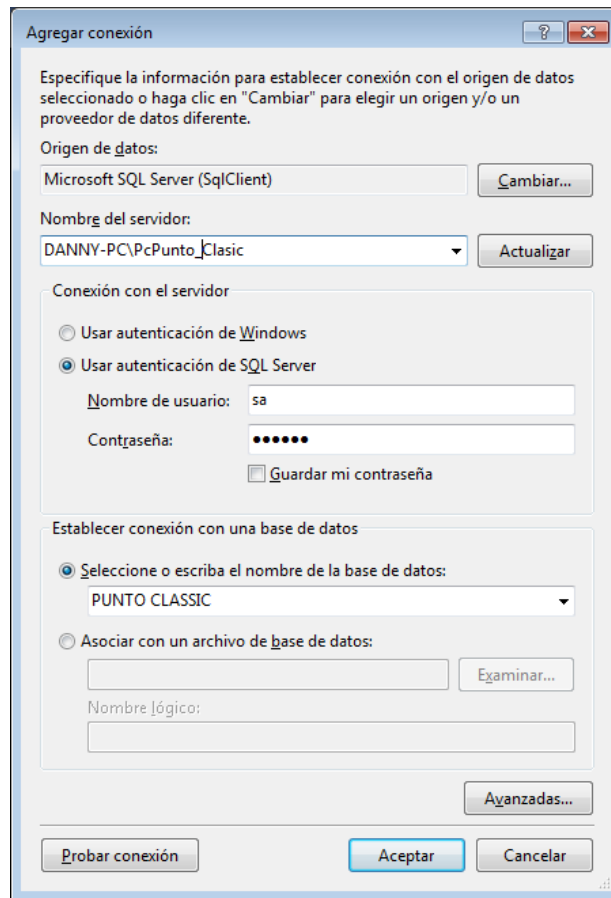 Agregar conexión
Especifique la información para establecer conexión con el origen de datos
seleccionado o haga clic en "Cambiar" para elegir un origen y/o un
proveedor de datos diferente.
Origen de datos:
Microsoft SQL Server (SqlClient)
Cambiar...
Nombre del servidor:
DANNY-PC\PcPunto_Clasic
Actualizar
Conexión con el servidor
Usar autenticación de Windows
Usar autenticación de SQL Server
Nombre de usuario:
sa
Contraseña:
●●●●●●
Guardar mi contraseña
Establecer conexión con una base de datos
Seleccione o escriba el nombre de la base de datos:
PUNTO CLASSIC
Asociar con un archivo de base de datos:
Examinar...
Nombre lógico:
Avanzadas...
Probar conexión
Aceptar
Cancelar